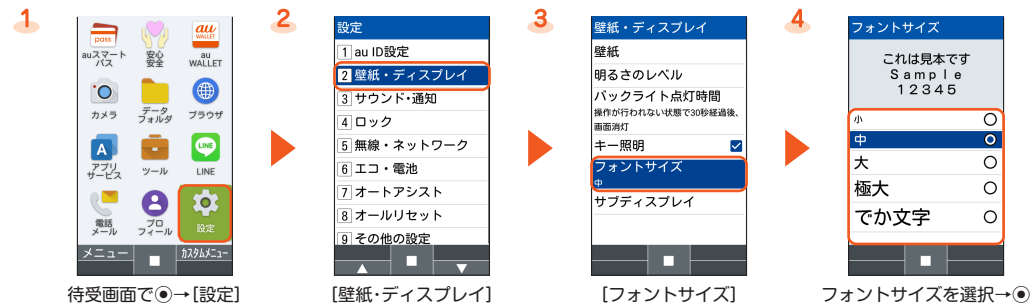 1
pass
au
WALLET
auスマート
パス
安心
安全
au
WALLET
カメラ
データ
フォルダ
ブラウザ
A
LINE
アプリ
サービス
ツール
LINE
電話
メール
プロ
フィール
設定
メニュー
カスタムメニュー
待受画面で◉→[設定]
2
設定
1 au ID設定
2 壁紙・ディスプレイ
3 サウンド・通知
4 ロック
5 無線・ネットワーク
6 エコ・電池
7 オートアシスト
8 オールリセット
9 その他の設定
[壁紙・ディスプレイ]
3
壁紙・ディスプレイ
壁紙
明るさのレベル
バックライト点灯時間
操作が行われない状態で30秒経過後、
画面消灯
キー照明
フォントサイズ
中
サブディスプレイ
[フォントサイズ]
4
フォントサイズ
これは見本です
Ｓａｍｐｌｅ
１２３４５
小
中
大
極大
でか文字
フォントサイズを選択→◉